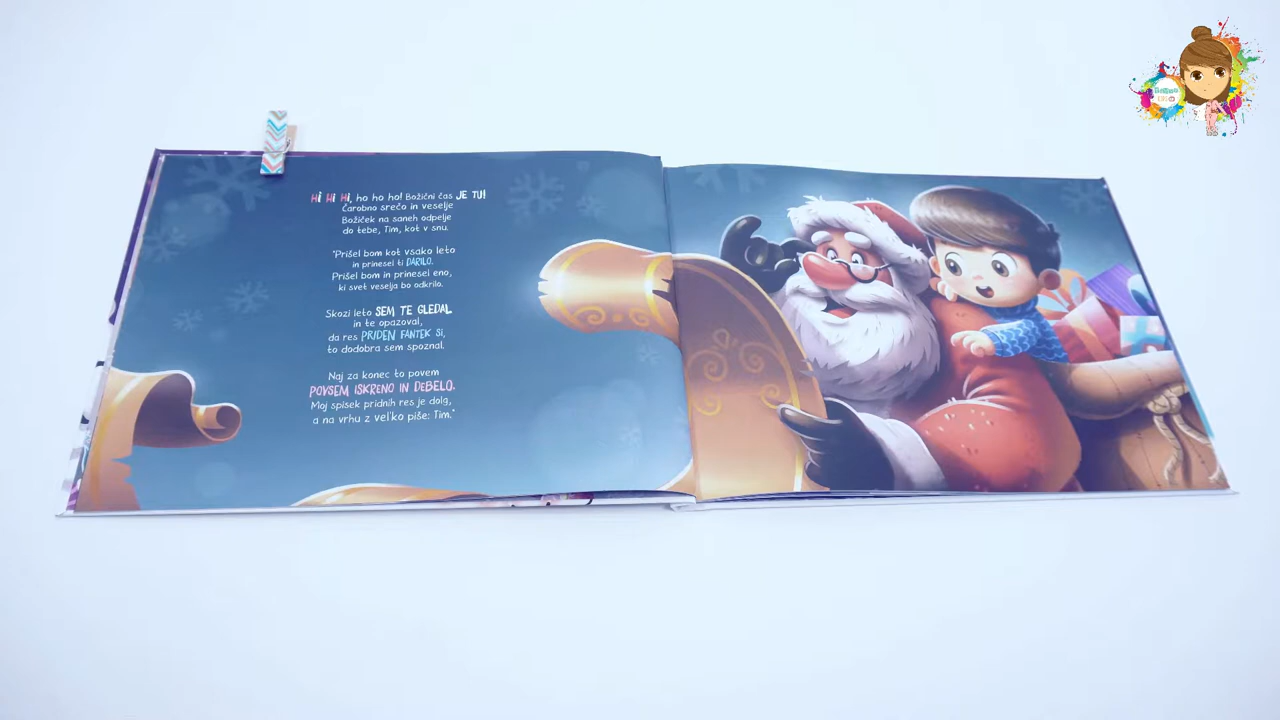 Hi Hi Hi, ho ho ho! Božični čas JE TU!
Čarobno srečo in veselje
Božiček na saneh odpelje
do tebe, Tim, kot v snu.
"Prišel bom kot vsako leto
in prinesel ti DARILO.
Prišel bom in prinesel eno,
ki svet veselja bo odkrilo.
Skozi leto SEM TE GLEDAL
in te opazoval,
da res PRIDEN FANTEK SI,
to dodobra sem spoznal.
Naj za konec to povem
POVSEM ISKRENO IN DEBELO.
Moj spisek pridnih res je dolg,
a na vrhu z veliko piše: Tim."